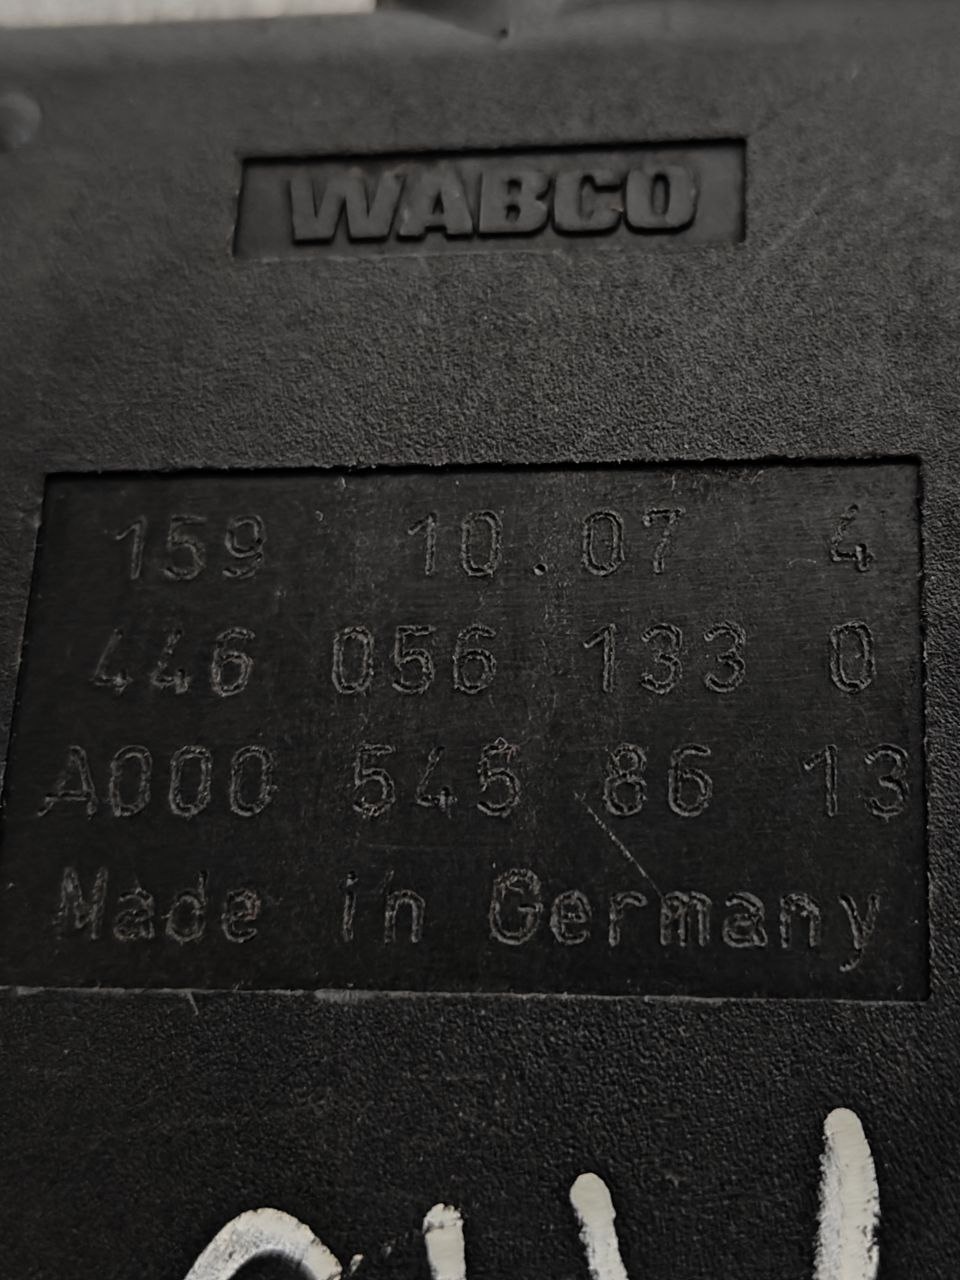 WABCO
159 10.07 4
446 056 133 0
A000 545 86 13
Made in Germany